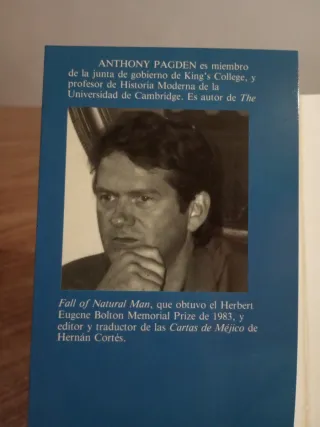 ANTHONY PAGDEN es miembro
de la junta de gobierno de King's College, y
profesor de Historia Moderna de la
Universidad de Cambridge. Es autor de The
Fall of Natural Man, que obtuvo el Herbert
Eugene Bolton Memorial Prize de 1983, y
editor y traductor de las Cartas de Méjico de
Hernán Cortés.